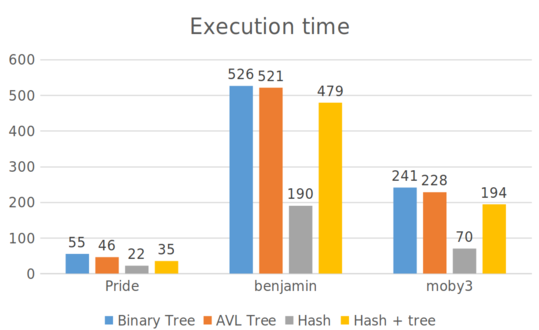 Execution time
600
500
400
300
200
100
0
526 521 190 479
241 228 70 194
55 46 22 35
Pride benjamin moby3
Binary Tree AVL Tree Hash Hash + tree